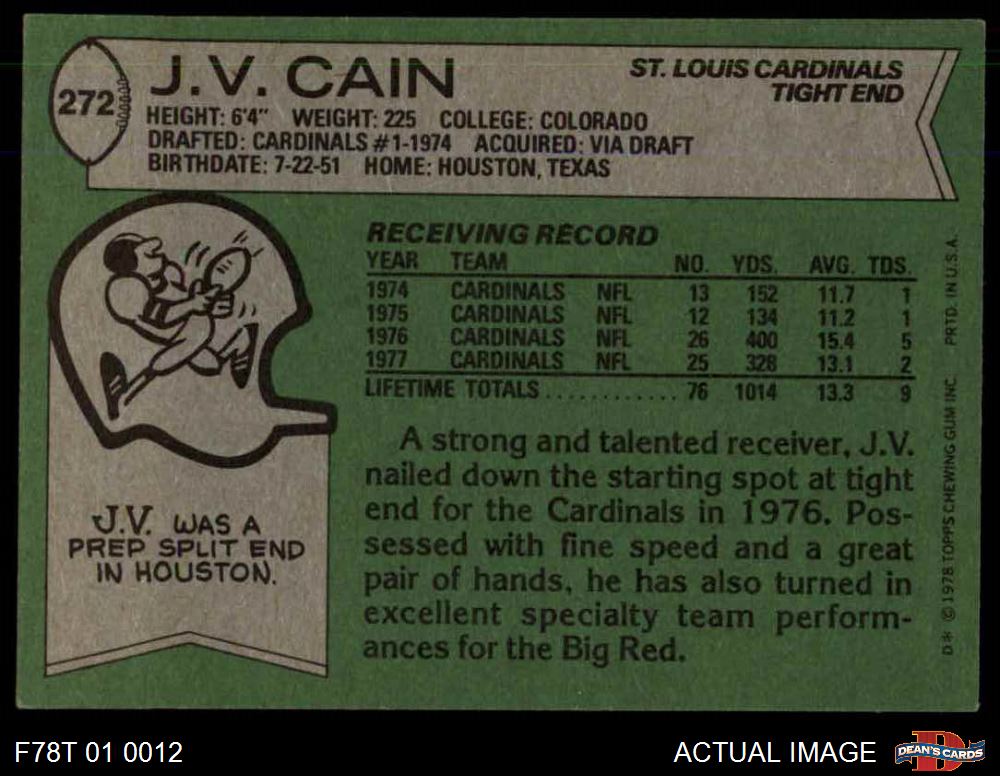 272
J.V. CAIN
ST. LOUIS CARDINALS
TIGHT END
HEIGHT: 6'4" WEIGHT: 225 COLLEGE: COLORADO
DRAFTED: CARDINALS #1-1974 ACQUIRED: VIA DRAFT
BIRTHDATE: 7-22-51 HOME: HOUSTON, TEXAS
RECEIVING RECORD
YEAR TEAM NO. YDS. AVG. TDS.
1974 CARDINALS NFL 13 152 11.7 1
1975 CARDINALS NFL 12 134 11.2 1
1976 CARDINALS NFL 26 400 15.4 5
1977 CARDINALS NFL 25 328 13.1 2
LIFETIME TOTALS ............ 76 1014 13.3 9
A strong and talented receiver, J.V.
nailed down the starting spot at tight
end for the Cardinals in 1976. Pos-
sessed with fine speed and a great
pair of hands, he has also turned in
excellent specialty team perform-
ances for the Big Red.
J.V. WAS A
PREP SPLIT END
IN HOUSTON.
D* © 1978 TOPPS CHEWING GUM INC. PRTD. IN U.S.A.
F78T 01 0012
ACTUAL IMAGE
D
DEAN'S CARDS